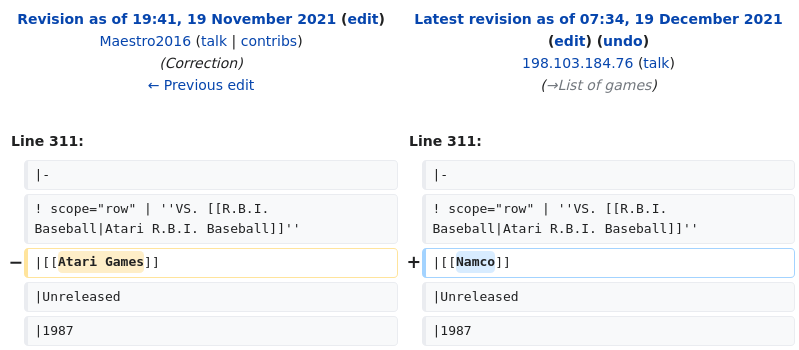 Revision as of 19:41, 19 November 2021 (edit)
Maestro2016 (talk | contribs)
(Correction)
← Previous edit
Latest revision as of 07:34, 19 December 2021
(edit) (undo)
198.103.184.76 (talk)
(→List of games)
Line 311:
Line 311:
|-
|-
! scope="row" | ''VS. [[R.B.I.
Baseball|Atari R.B.I. Baseball]]''
! scope="row" | ''VS. [[R.B.I.
Baseball|Atari R.B.I. Baseball]]''
− |[[Atari Games]]
+ |[[Namco]]
|Unreleased
|Unreleased
|1987
|1987